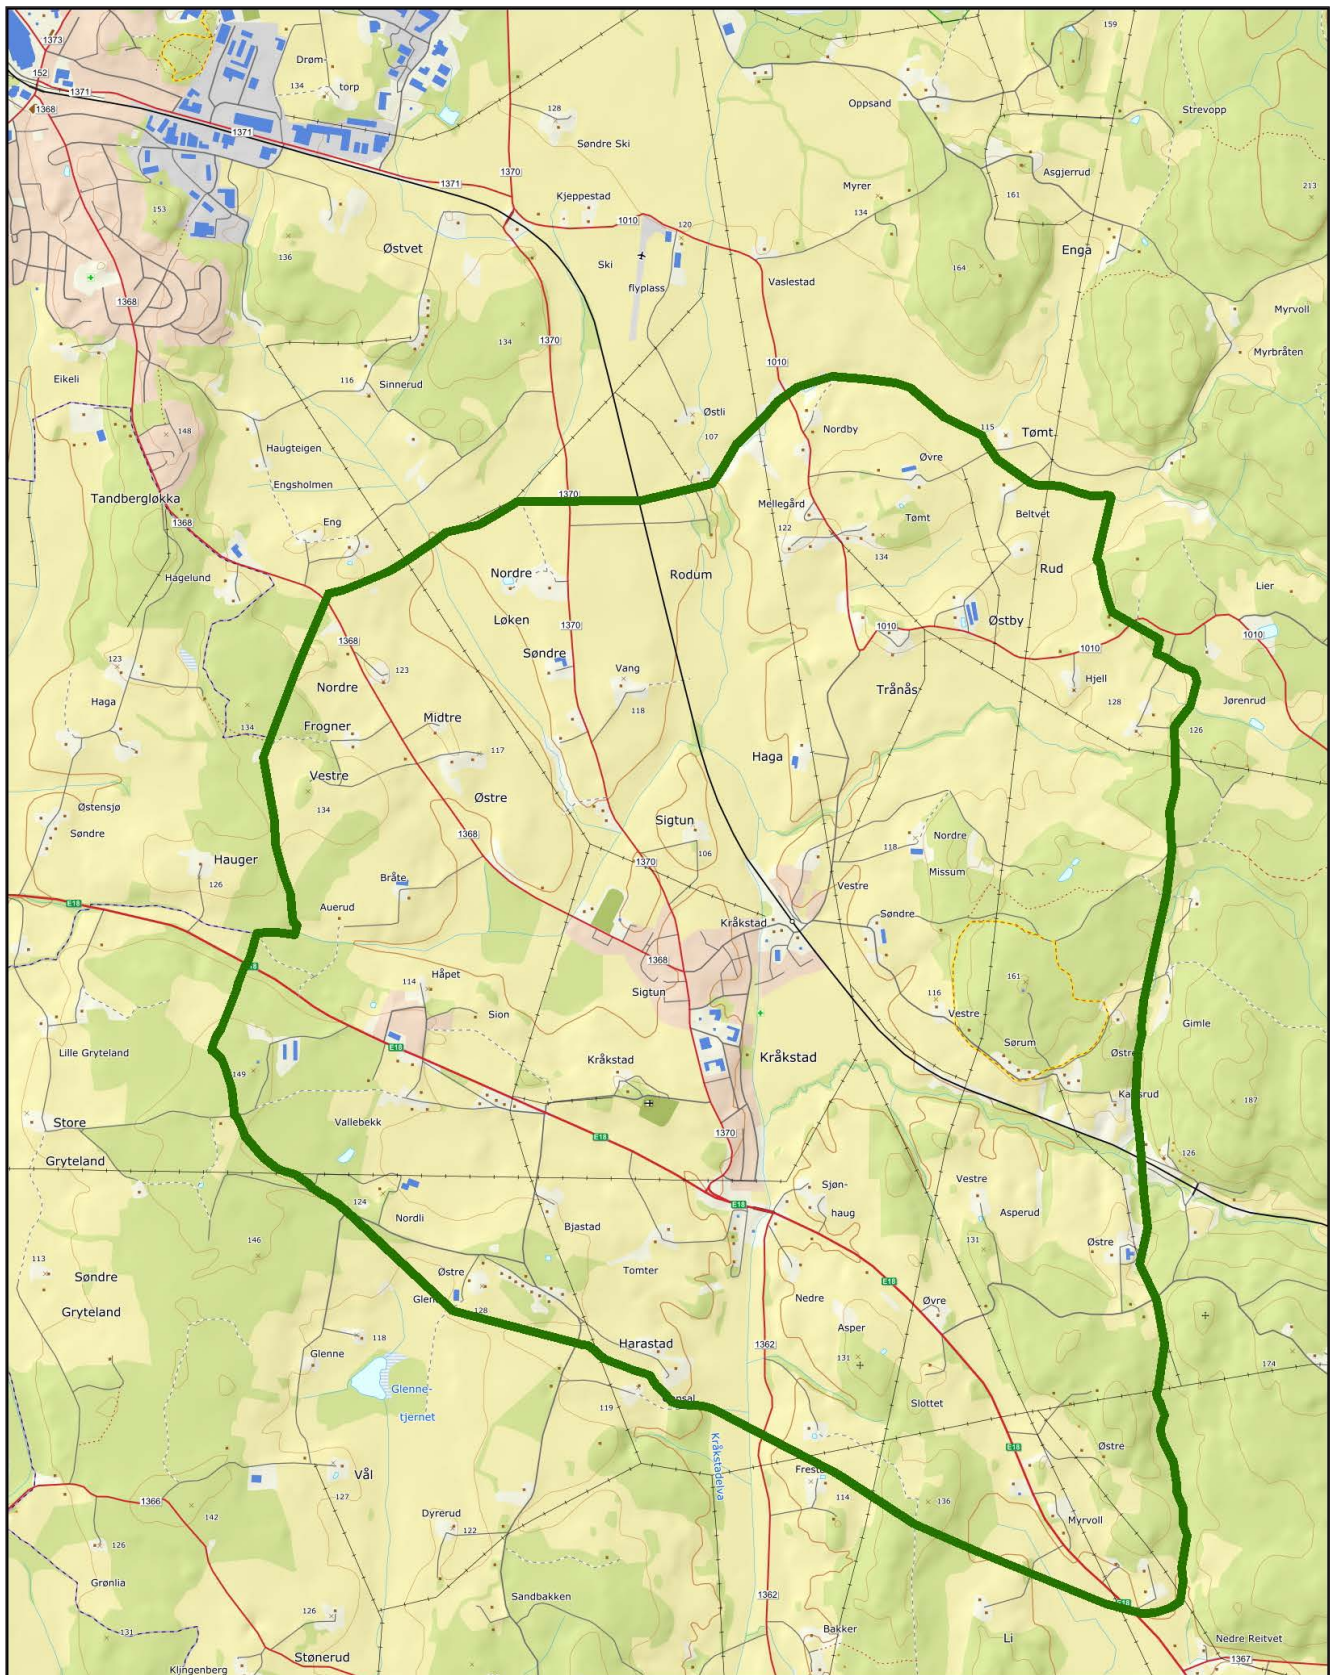 1373
159
Drøm-
152
134
torp
1371
Oppsand
Strevopp
1368
128
1371
Søndre Ski
1370
Asgjerrud
1371
Myrer
161
213
Kjeppestad
153
134
1010
120
Østvet
136
Ski
Enga
164
flyplass
Vaslestad
1368
Myrvoll
134
1370
Myrbråten
1010
Eikeli
116
Sinnerud
Østli
148
107
Nordby
115
Tømt
Haugteigen
Øvre
Engsholmen
Tandbergløkka
1370
Mellegård
Beltvet
1368
Eng
122
Tømt
134
Hagelund
Nordre
Rodum
Rud
Lier
Løken
1370
Østby
1010
1010
1368
Søndre
1010
123
123
Vang
Hjell
Nordre
Trånås
Haga
118
128
Jørenrud
134
Frogner
Midtre
126
117
Haga
Vestre
Østensjø
134
Østre
Søndre
Sigtun
1368
Nordre
118
106
Hauger
1370
Missum
126
Bråte
Vestre
E18
Auerud
Kråkstad
Søndre
E18
1368
Håpet
161
114
Sigtun
116
Sion
Vestre
Gimle
Lille Gryteland
E18
Sørum
Østre
Kråkstad
Kråkstad
149
187
Store
Vallebekk
1370
E18
126
Gryteland
Vestre
Sjøn-
124
haug
Asperud
E18
Nordli
Bjastad
146
131
Østre
113
Søndre
Østre
Tomter
E18
Gryteland
128
Nedre
Øvre
118
Harastad
Asper
Glenne
1362
131
174
Glenne-
119
Slottet
tjernet
Østre
Kråkstadelva
E18
Vål
1366
127
114
136
142
Dyrerud
Myrvoll
122
126
Grønlia
Sandbakken
1362
E18
126
131
Bakker
Li
Nedre Reitvet
Stønerud
1367
Klingenberg